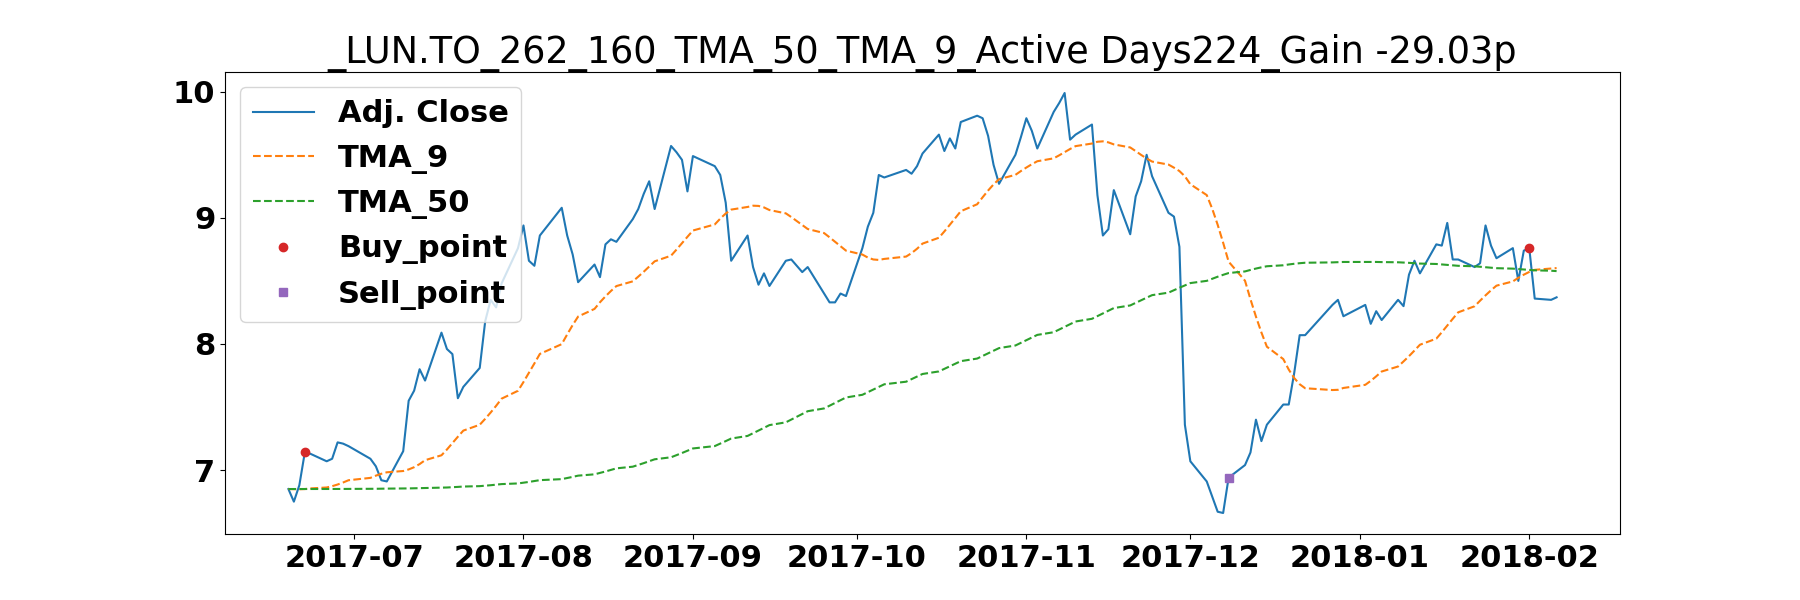 _LUN.TO_262_160_TMA_50_TMA_9_Active Days224_Gain -29.03p
10
9
8
7
Adj. Close
TMA_9
TMA_50
Buy_point
Sell_point
2017-07 2017-08 2017-09 2017-10 2017-11 2017-12 2018-01 2018-02